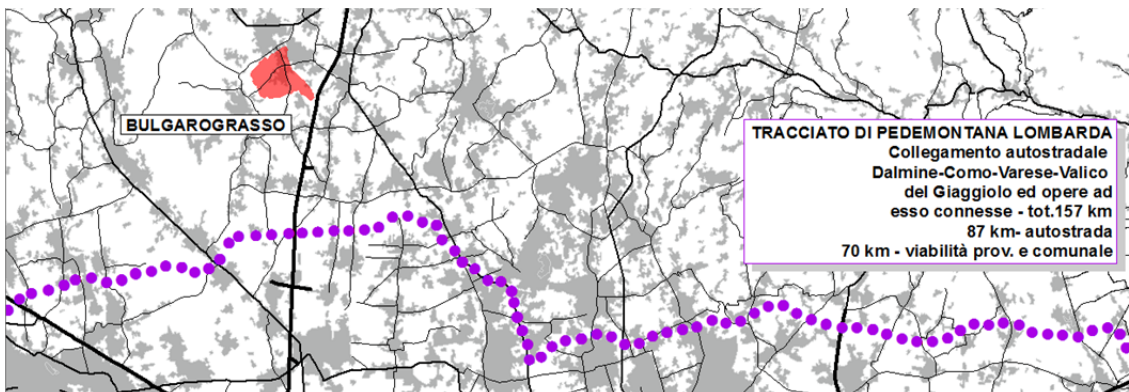 BULGAROGRASSO
TRACCIATO DI PEDEMONTANA LOMBARDA
Collegamento autostradale
Dalmine-Como-Varese-Valico
del Giaggiolo ed opere ad
esso connesse - tot.157 km
87 km- autostrada
70 km - viabilità prov. e comunale